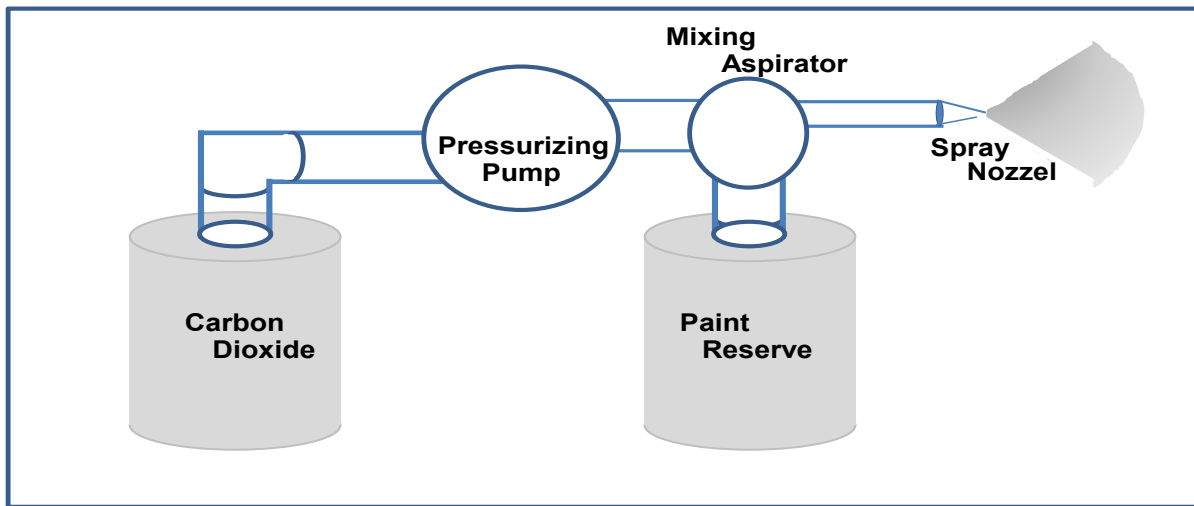 Mixing
Aspirator
Pressurizing
Pump
Spray
Nozzel
Carbon
Dioxide
Paint
Reserve